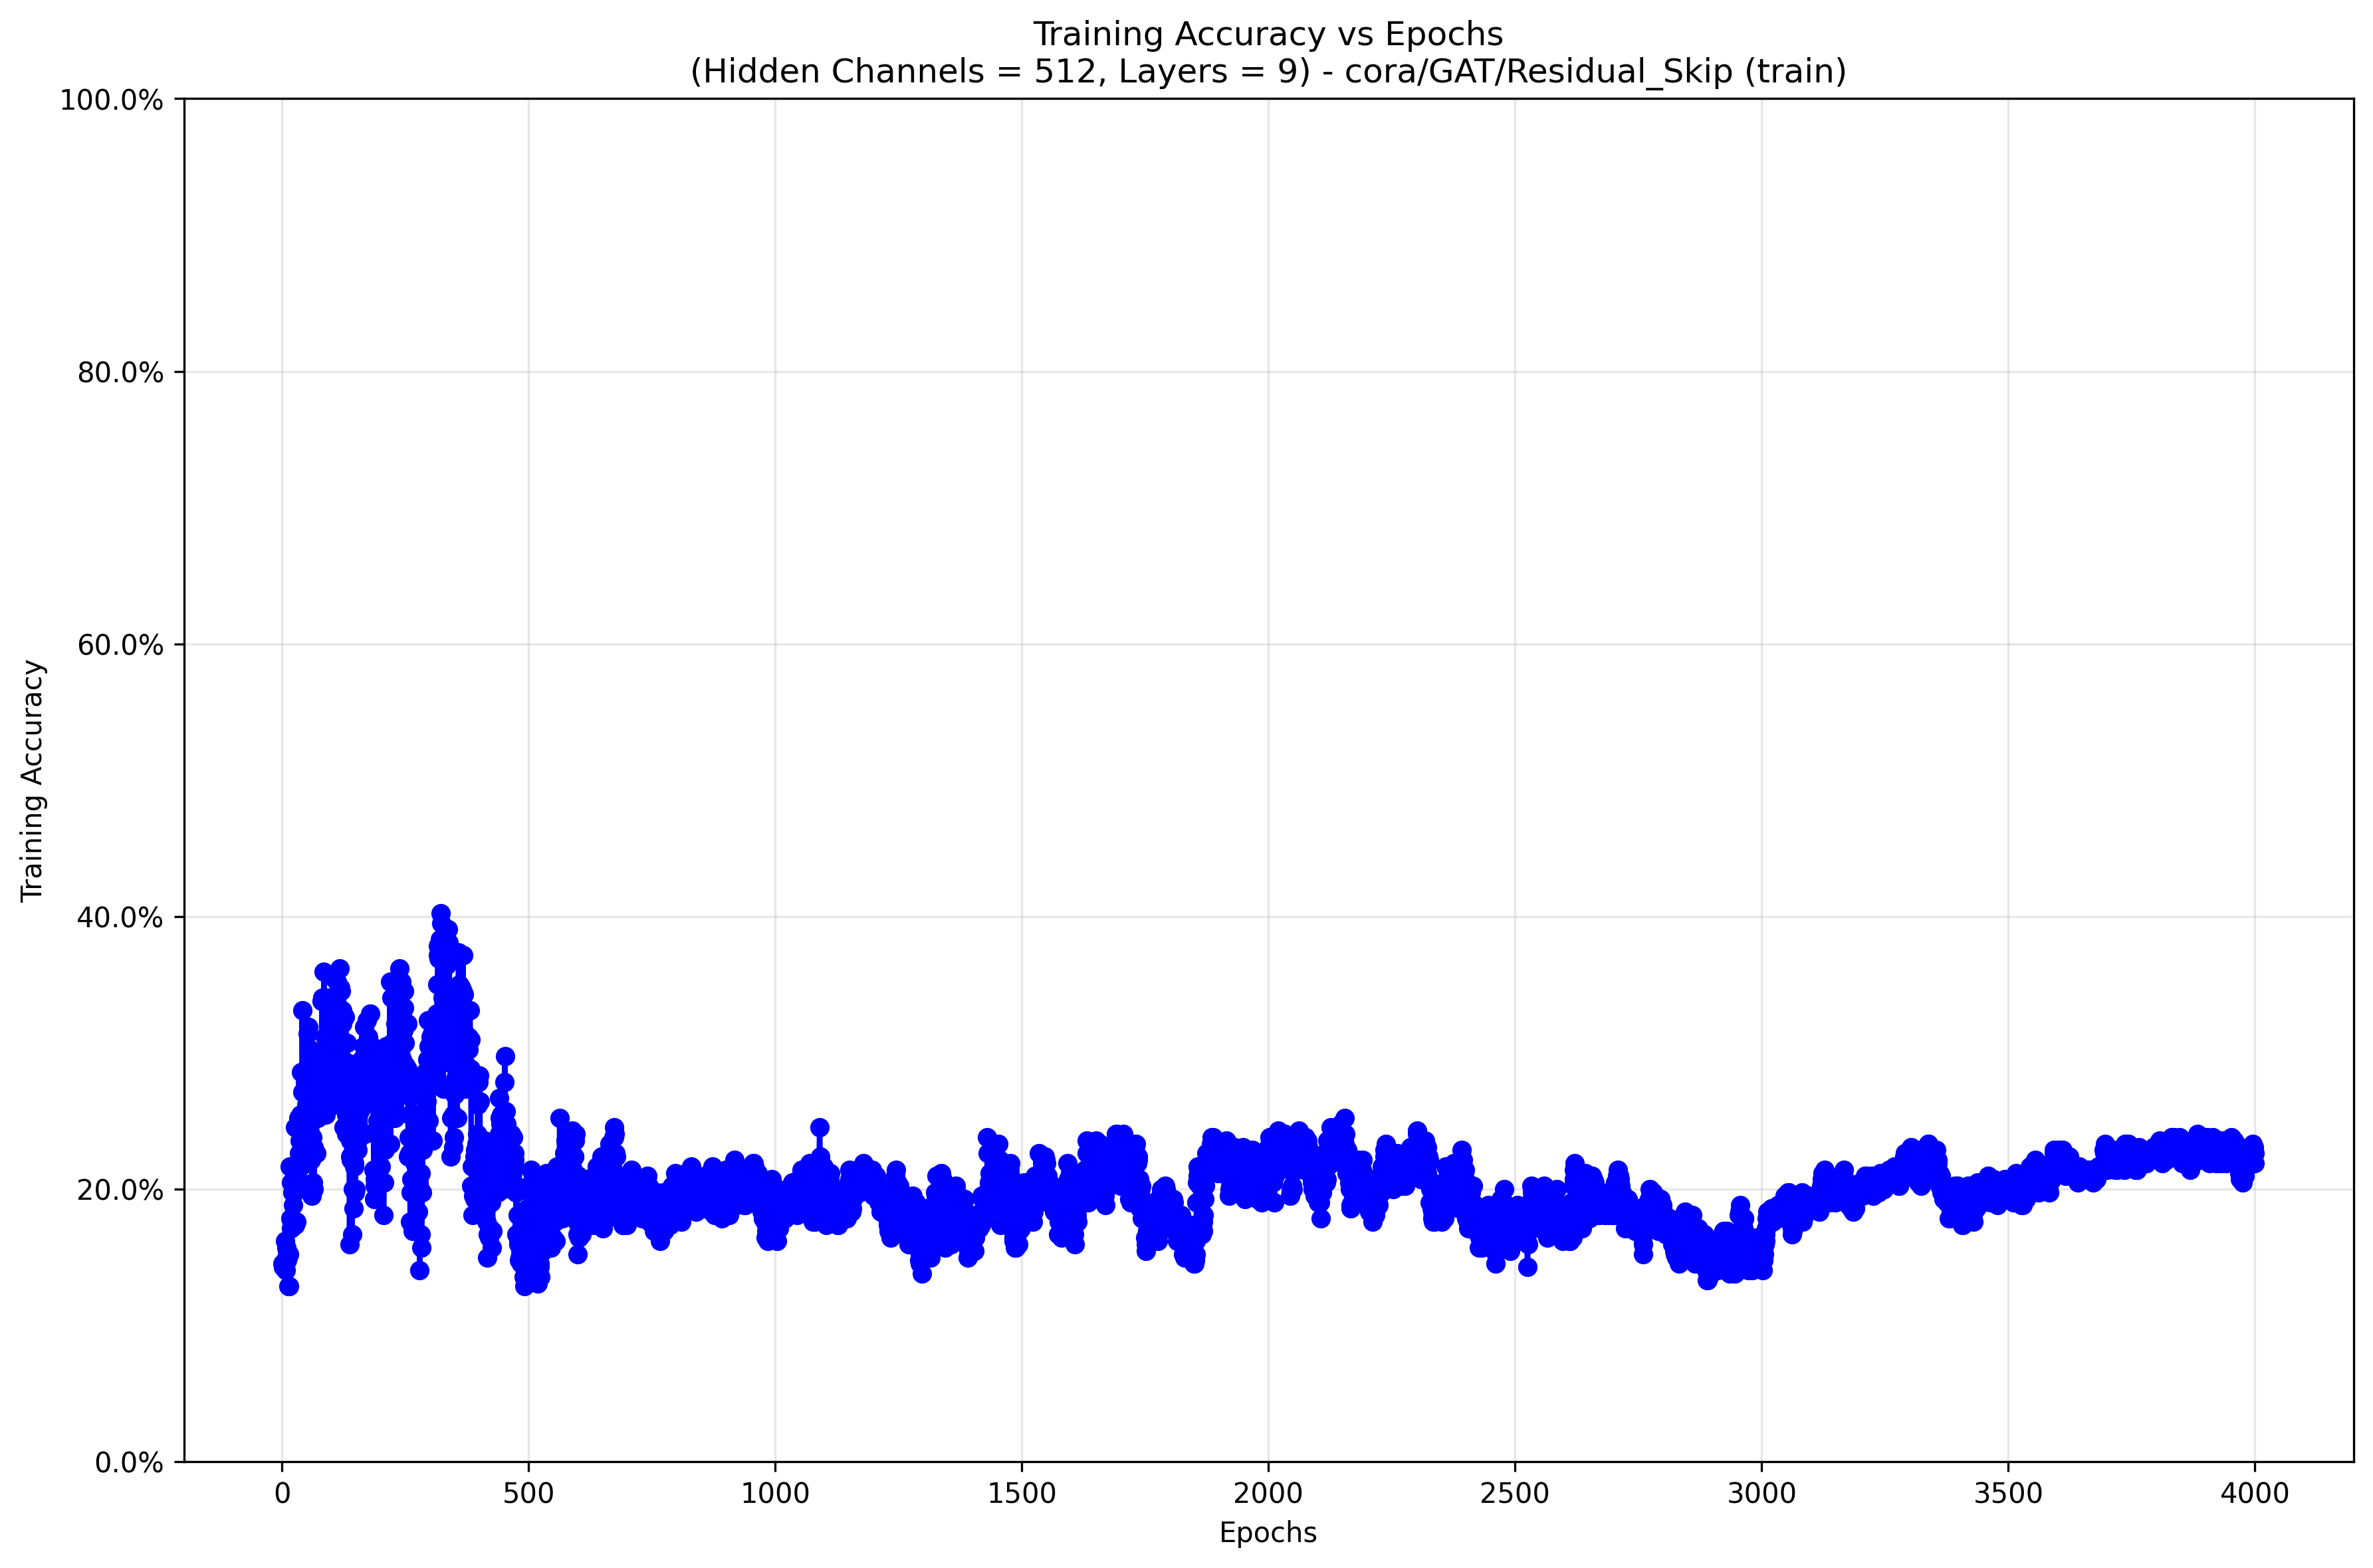 Training Accuracy vs Epochs
(Hidden Channels = 512, Layers = 9) - cora/GAT/Residual_Skip (train)
100.0%
80.0%
60.0%
40.0%
20.0%
0.0%
Training Accuracy
0 500 1000 1500 2000 2500 3000 3500 4000
Epochs